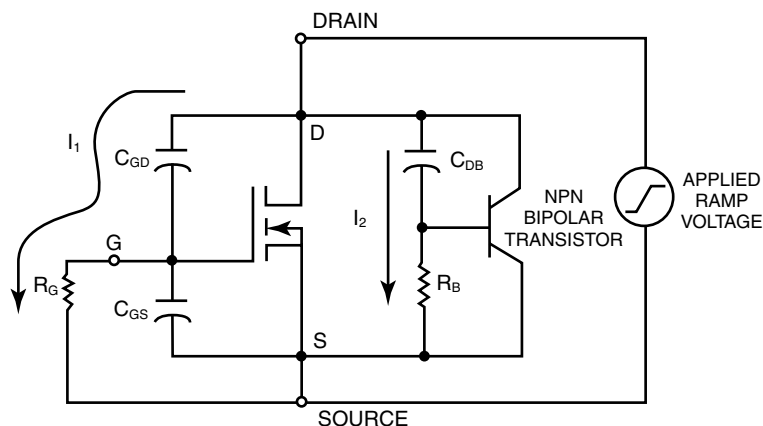 DRAIN
I1
D
CGD
CDB
I2
NPN
BIPOLAR
TRANSISTOR
APPLIED
RAMP
VOLTAGE
G
RG
CGS
RB
S
SOURCE